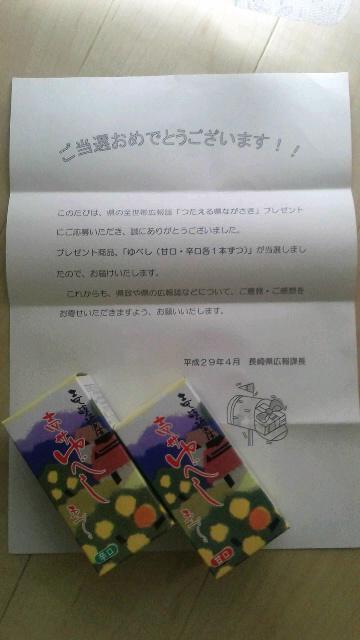 ご当選おめでとうございます！！
このたびは、県の全世帯広報誌「つたえる県ながさき」プレゼント
にご応募いただき、誠にありがとうございました。
プレゼント商品、「ゆべし（甘口・辛口各１本ずつ）」が当選しまし
たので、お届けいたします。
これからも、県政や県の広報誌などについて、ご意見・ご感想を
お寄せいただきますよう、お願いいたします。
平成２９年４月　長崎県広報課長
ゆべし
辛口
ゆべし
甘口